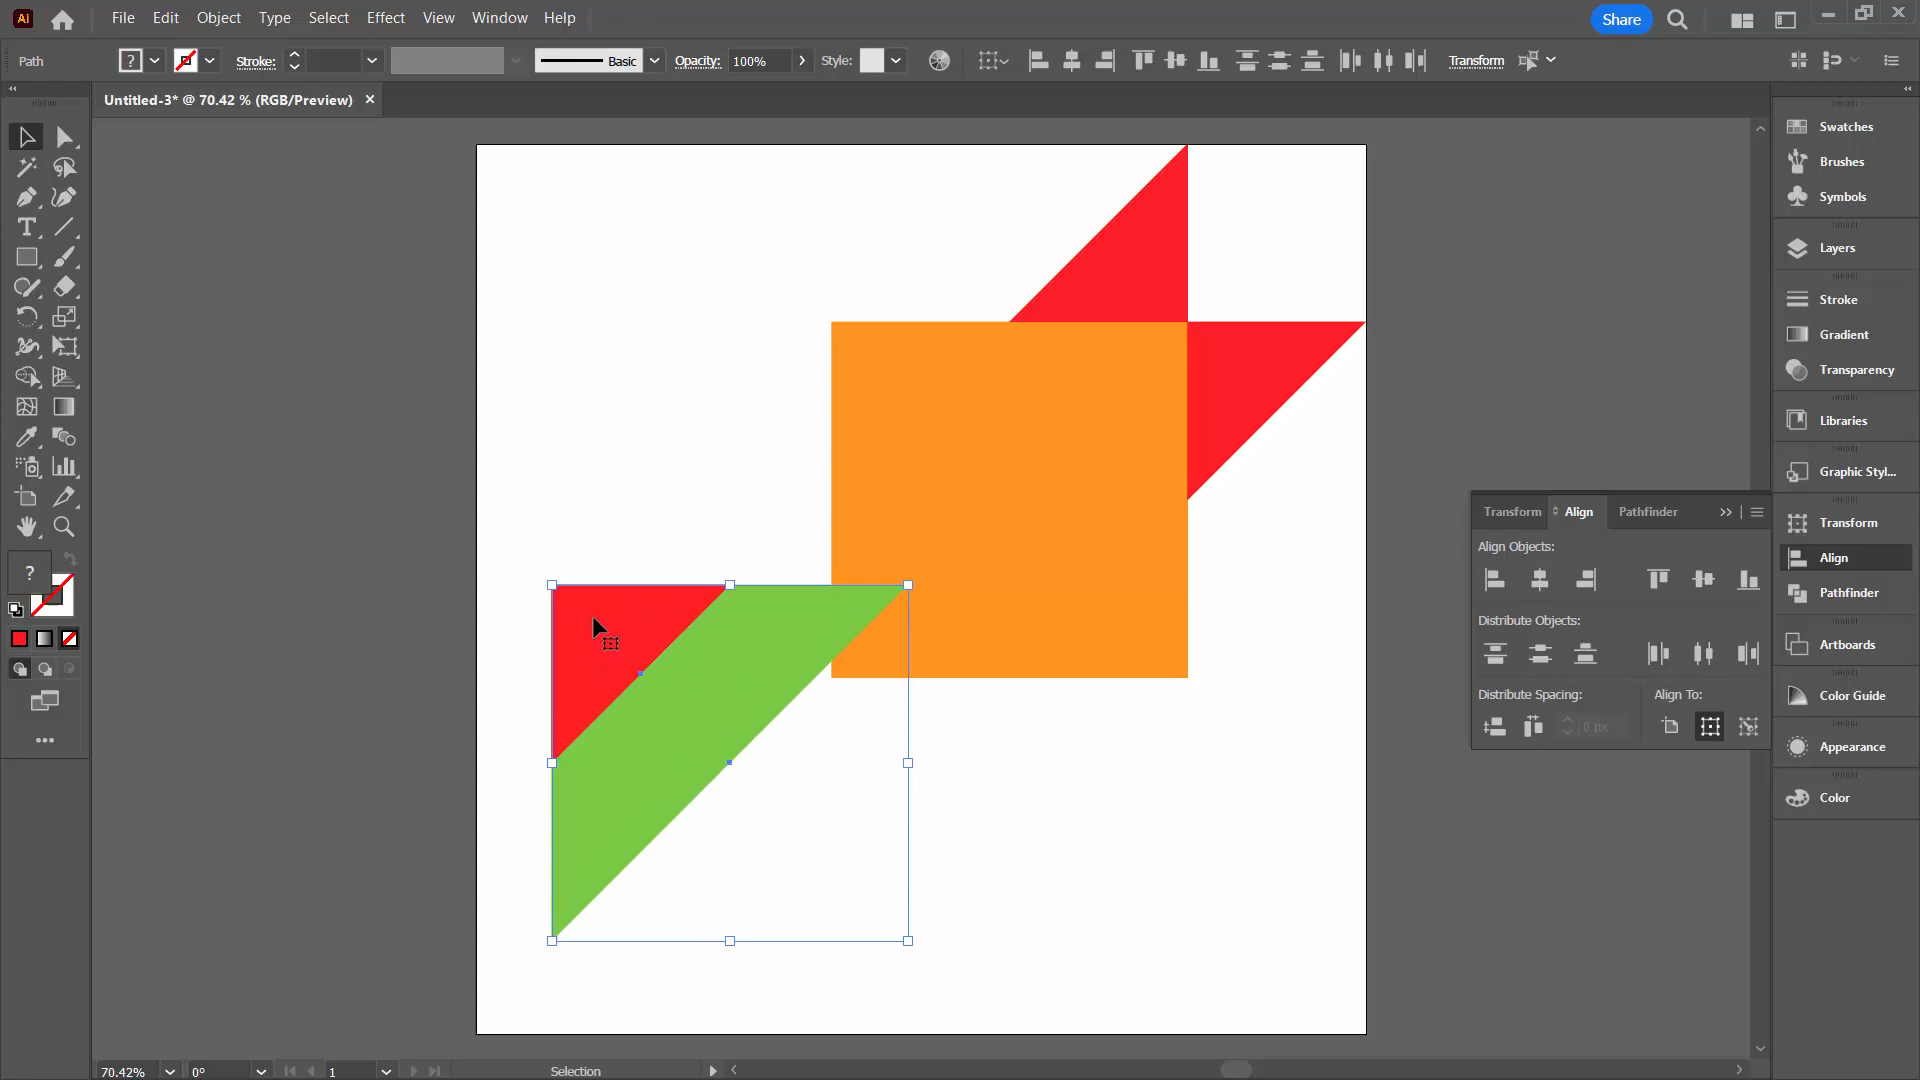 Ai File Edit Object Type Select Effect View Window Help Share
Path ? Stroke: Basic Opacity: 100% Style: Transform
Untitled-3* @ 70.42 % (RGB/Preview)
Swatches
Brushes
Symbols
Layers
Stroke
Gradient
Transparency
Libraries
Graphic Styl...
Transform
Align
Pathfinder
Artboards
Color Guide
Appearance
Color
Transform Align Pathfinder
Align Objects:
Distribute Objects:
Distribute Spacing: Align To:
0 px
T
?
70.42% 0° 1 Selection